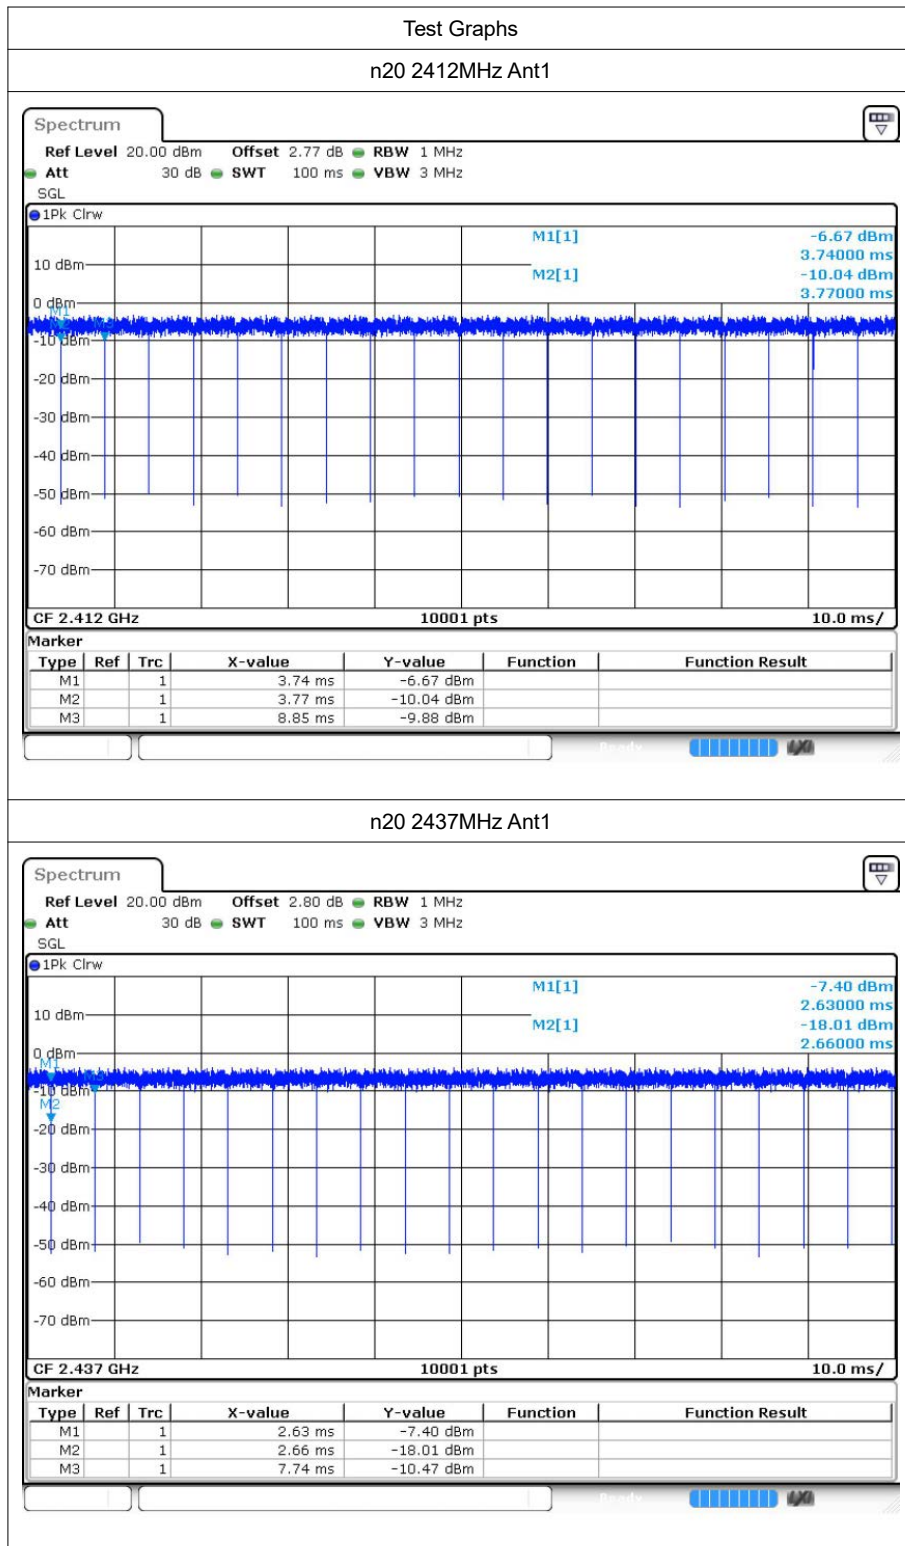 Test Graphs
n20 2412MHz Ant1
Spectrum
Ref Level 20.00 dBm Offset 2.77 dB RBW 1 MHz
Att 30 dB SWT 100 ms VBW 3 MHz
SGL
1Pk Clrw
M1[1] -6.67 dBm
3.74000 ms
10 dBm
M2[1] -10.04 dBm
3.77000 ms
0 dBm
M1
M2 M3
-10 dBm
-20 dBm
-30 dBm
-40 dBm
-50 dBm
-60 dBm
-70 dBm
CF 2.412 GHz 10001 pts 10.0 ms/
Marker
Type Ref Trc X-value Y-value Function Function Result
M1 1 3.74 ms -6.67 dBm
M2 1 3.77 ms -10.04 dBm
M3 1 8.85 ms -9.88 dBm
Ready
n20 2437MHz Ant1
Spectrum
Ref Level 20.00 dBm Offset 2.80 dB RBW 1 MHz
Att 30 dB SWT 100 ms VBW 3 MHz
SGL
1Pk Clrw
M1[1] -7.40 dBm
2.63000 ms
10 dBm
M2[1] -18.01 dBm
2.66000 ms
0 dBm
M1
-10 dBm
M2
-20 dBm
-30 dBm
-40 dBm
-50 dBm
-60 dBm
-70 dBm
CF 2.437 GHz 10001 pts 10.0 ms/
Marker
Type Ref Trc X-value Y-value Function Function Result
M1 1 2.63 ms -7.40 dBm
M2 1 2.66 ms -18.01 dBm
M3 1 7.74 ms -10.47 dBm
Ready